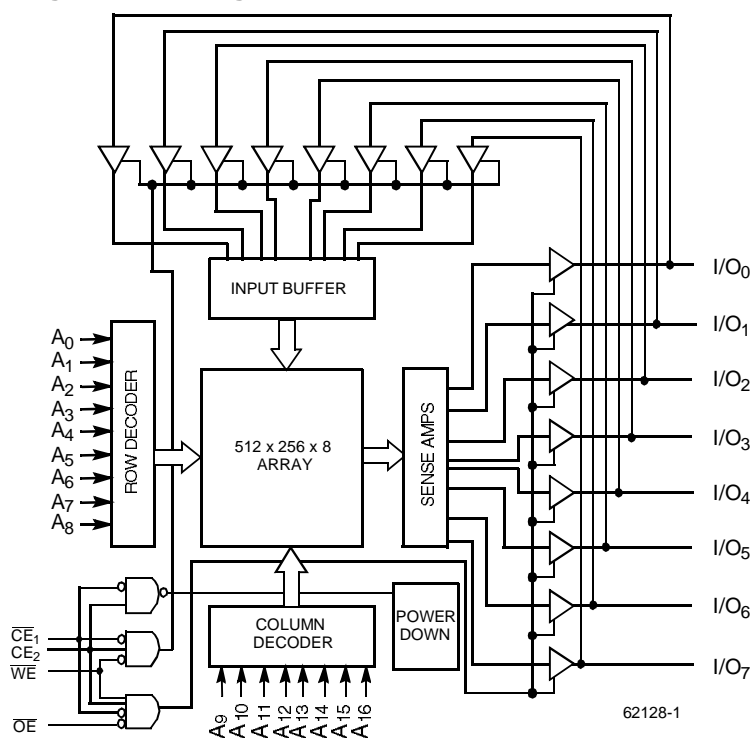 INPUT BUFFER
A0
A1
A2
A3
A4
A5
A6
A7
A8
ROW DECODER
512 x 256 x 8
ARRAY
SENSE AMPS
I/O0
I/O1
I/O2
I/O3
I/O4
I/O5
I/O6
I/O7
COLUMN
DECODER
POWER
DOWN
CE1
CE2
WE
OE
A9
A10
A11
A12
A13
A14
A15
A16
62128-1